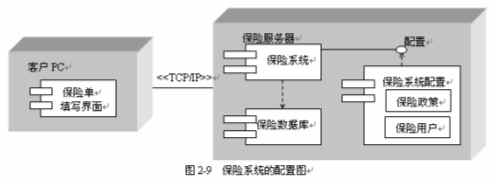 客户 PC
保险单
填写界面
<<TCP/IP>>
保险服务器
保险系统
配置
保险数据库
保险系统配置
保险政策
保险用户
图 2-9 保险系统的配置图